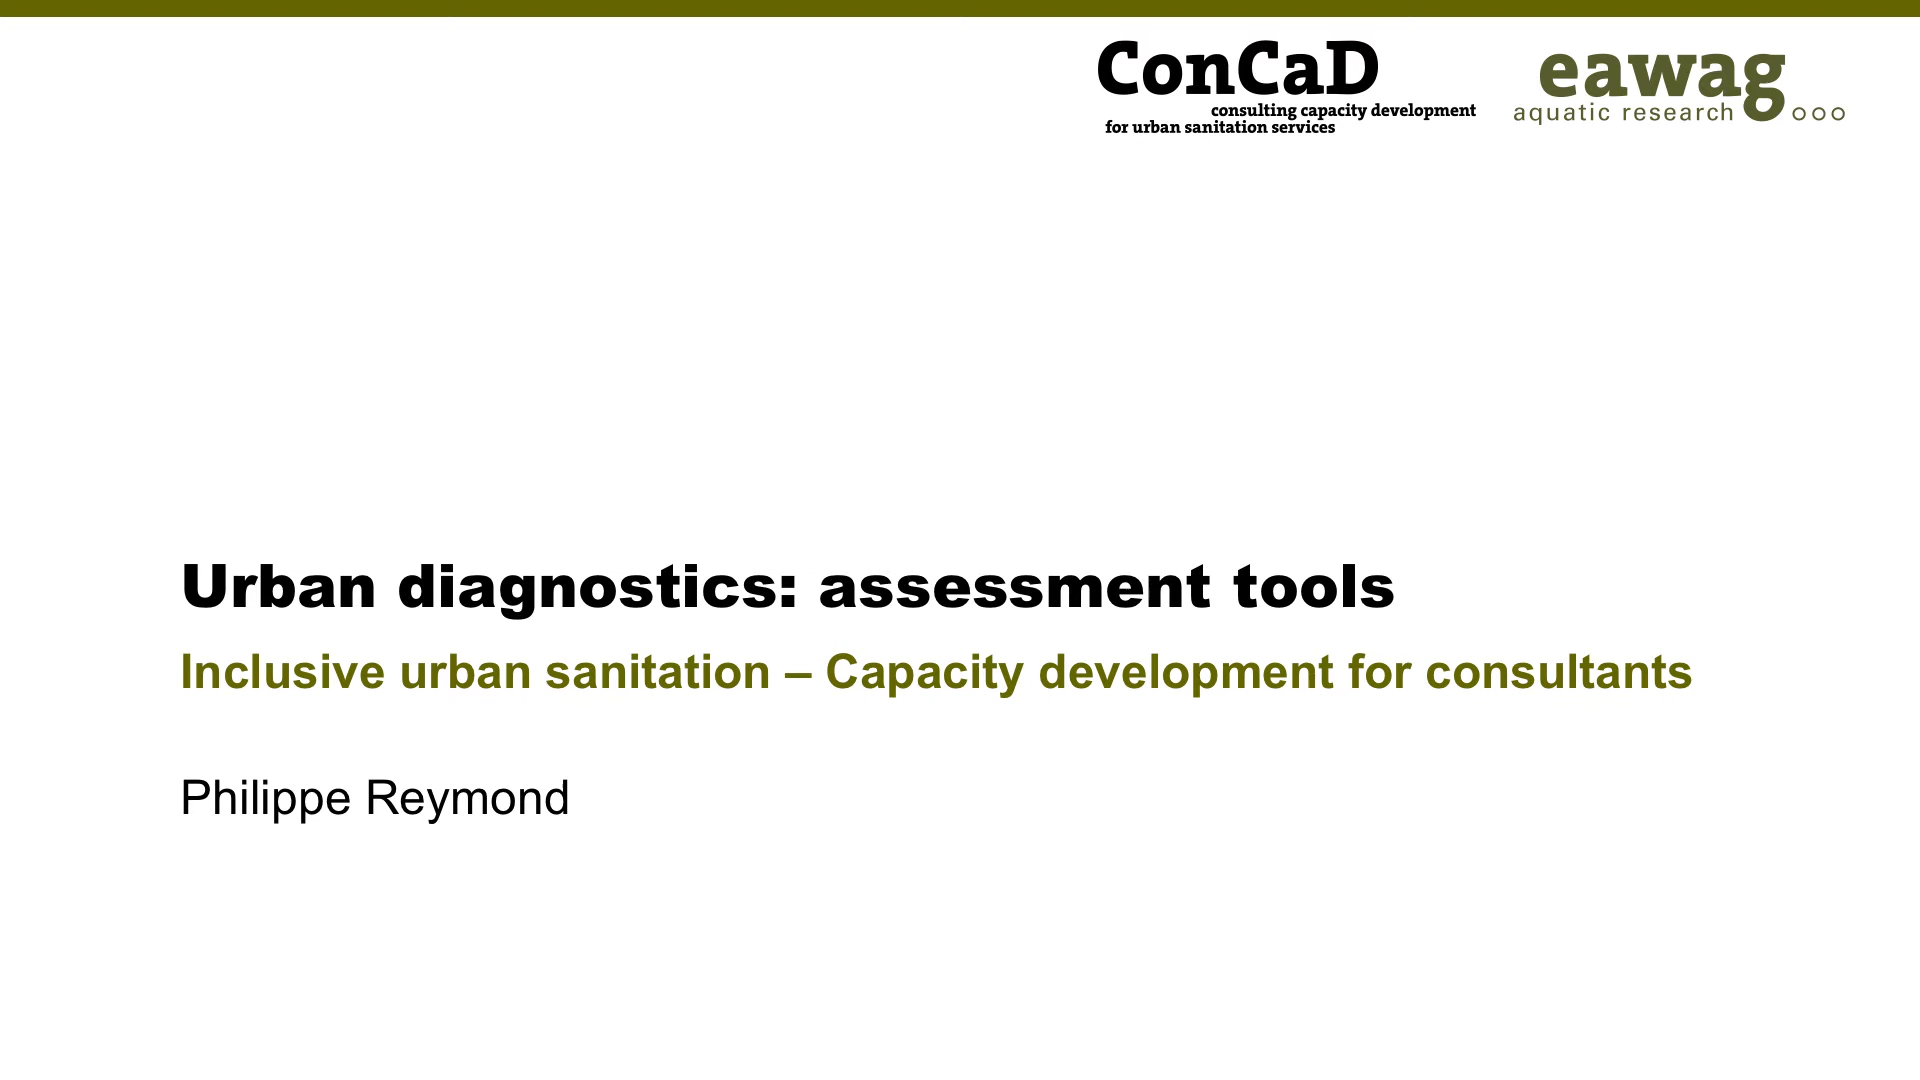 ConCaD
consulting capacity development
for urban sanitation services
eawag
aquatic research
Urban diagnostics: assessment tools
Inclusive urban sanitation – Capacity development for consultants
Philippe Reymond